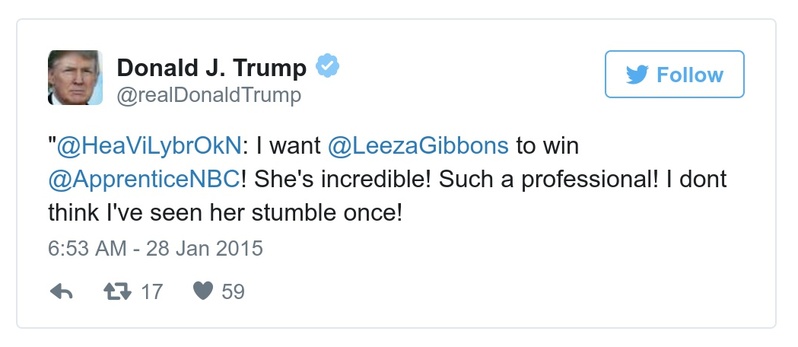 Donald J. Trump
@realDonaldTrump
Follow
"@HeaViLybrOkN: I want @LeezaGibbons to win
@ApprenticeNBC! She's incredible! Such a professional! I dont
think I've seen her stumble once!
6:53 AM - 28 Jan 2015
17 59